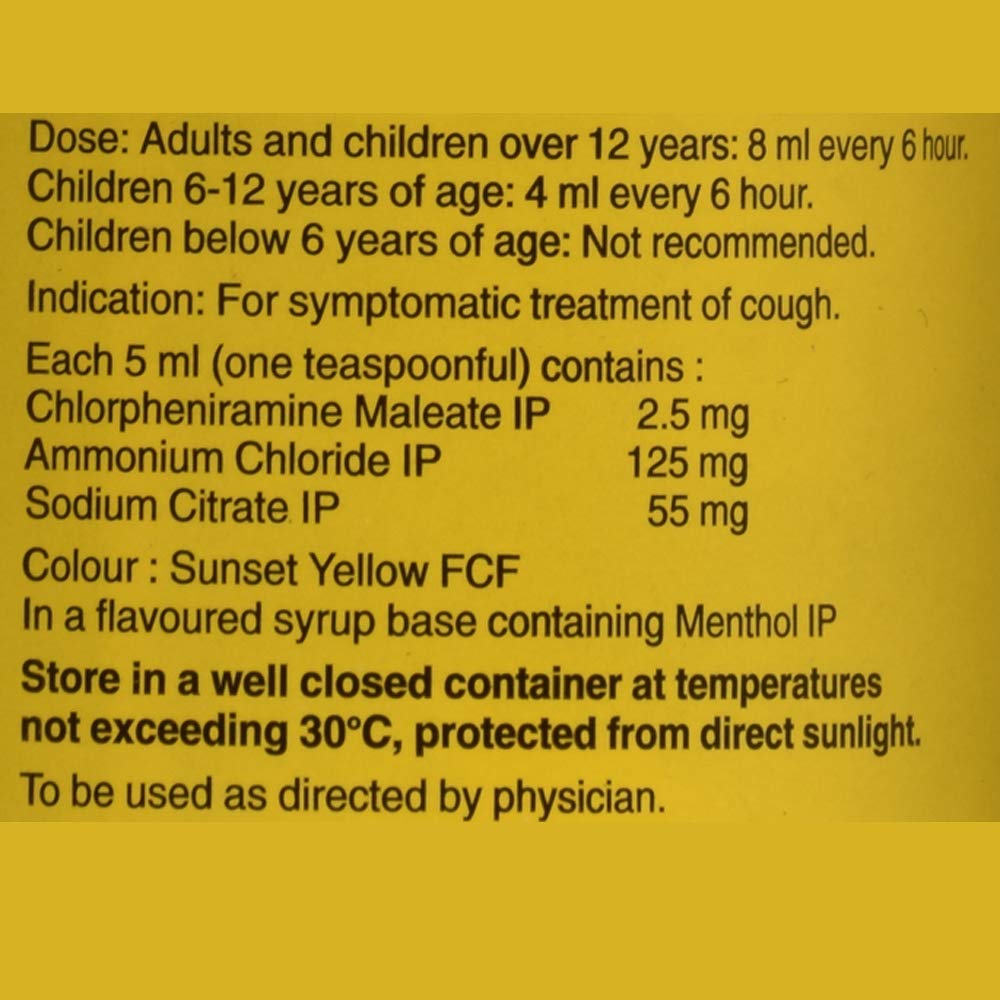 Dose: Adults and children over 12 years: 8 ml every 6 hour.
Children 6-12 years of age: 4 ml every 6 hour.
Children below 6 years of age: Not recommended.
Indication: For symptomatic treatment of cough.
Each 5 ml (one teaspoonful) contains :
Chlorpheniramine Maleate IP 2.5 mg
Ammonium Chloride IP 125 mg
Sodium Citrate IP 55 mg
Colour : Sunset Yellow FCF
In a flavoured syrup base containing Menthol IP
Store in a well closed container at temperatures
not exceeding 30°C, protected from direct sunlight.
To be used as directed by physician.